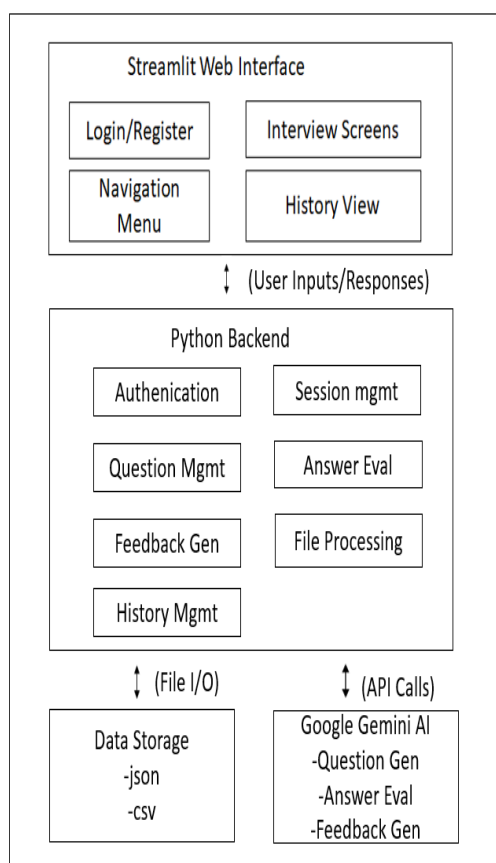 Streamlit Web Interface
Login/Register
Interview Screens
Navigation
Menu
History View
(User Inputs/Responses)
Python Backend
Authenication
Session mgmt
Question Mgmt
Answer Eval
Feedback Gen
File Processing
History Mgmt
(File I/O)
(API Calls)
Data Storage
-json
-csv
Google Gemini AI
-Question Gen
-Answer Eval
-Feedback Gen